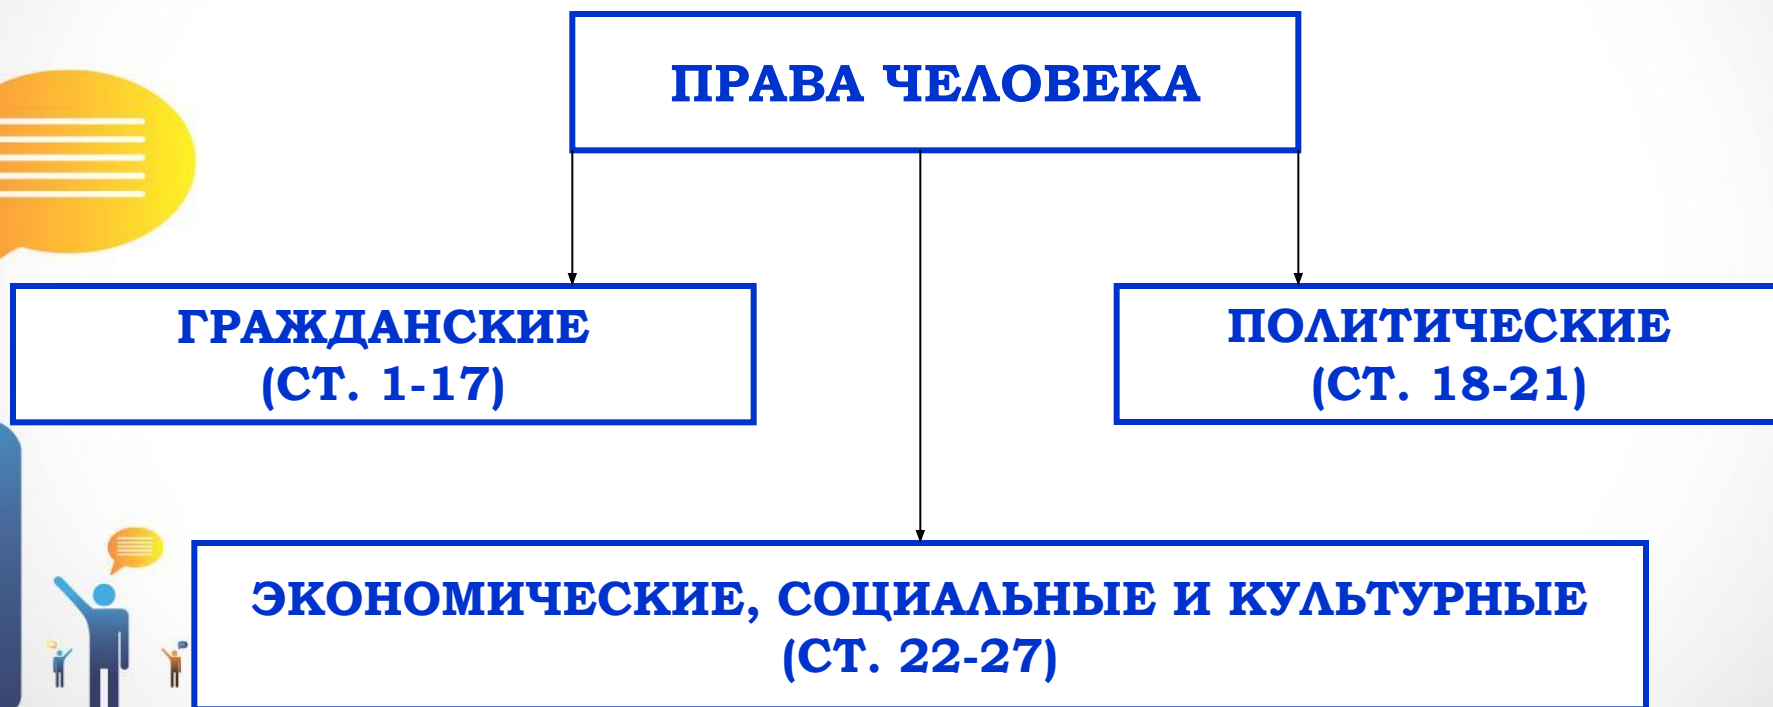 ПРАВА ЧЕЛОВЕКА
ГРАЖДАНСКИЕ
(СТ. 1-17)
ПОЛИТИЧЕСКИЕ
(СТ. 18-21)
ЭКОНОМИЧЕСКИЕ, СОЦИАЛЬНЫЕ И КУЛЬТУРНЫЕ
(СТ. 22-27)